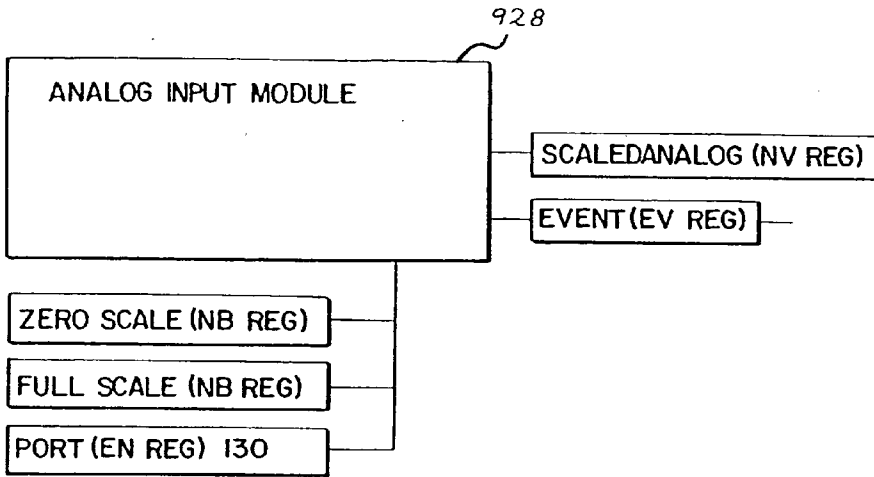 928
ANALOG INPUT MODULE
SCALEDANALOG (NV REG)
EVENT (EV REG)
ZERO SCALE (NB REG)
FULL SCALE (NB REG)
PORT (EN REG) 130